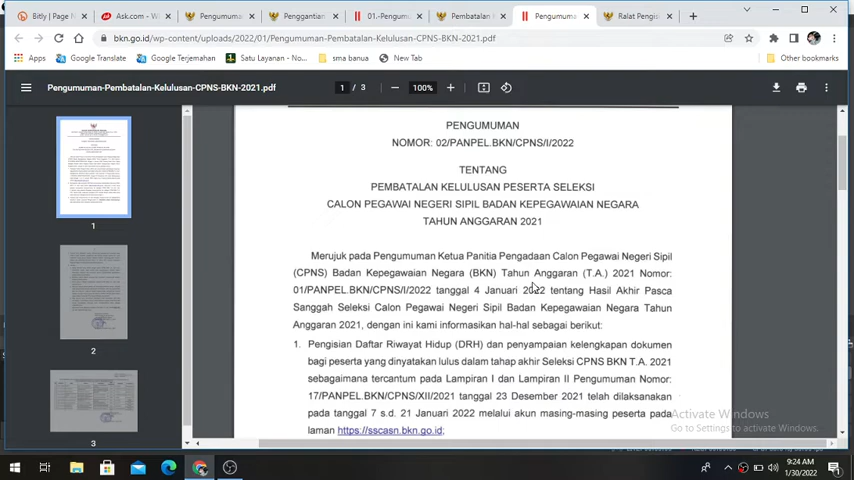 Bitly | Page N
Ask.com - W
Pengumuma
Penggantian
01.-Pengum
Pembatalan
Pengumum
Ralat Pengis
bkn.go.id/wp-content/uploads/2022/01/Pengumuman-Pembatalan-Kelulusan-CPNS-BKN-2021.pdf
Apps
Google Translate
Google Terjemahan
Satu Layanan - No...
sma banua
New Tab
Other bookmarks
Pengumuman-Pembatalan-Kelulusan-CPNS-BKN-2021.pdf
1 / 3
100%
1
2
3
PENGUMUMAN
NOMOR: 02/PANPEL.BKN/CPNS/I/2022
TENTANG
PEMBATALAN KELULUSAN PESERTA SELEKSI
CALON PEGAWAI NEGERI SIPIL BADAN KEPEGAWAIAN NEGARA
TAHUN ANGGARAN 2021
Merujuk pada Pengumuman Ketua Panitia Pengadaan Calon Pegawai Negeri Sipil
(CPNS) Badan Kepegawaian Negara (BKN) Tahun Anggaran (T.A.) 2021 Nomor:
01/PANPEL.BKN/CPNS/I/2022 tanggal 4 Januari 2022 tentang Hasil Akhir Pasca
Sanggah Seleksi Calon Pegawai Negeri Sipil Badan Kepegawaian Negara Tahun
Anggaran 2021, dengan ini kami informasikan hal-hal sebagai berikut:
1. Pengisian Daftar Riwayat Hidup (DRH) dan penyampaian kelengkapan dokumen
bagi peserta yang dinyatakan lulus dalam tahap akhir Seleksi CPNS BKN T.A. 2021
sebagaimana tercantum pada Lampiran I dan Lampiran II Pengumuman Nomor:
17/PANPEL.BKN/CPNS/XII/2021 tanggal 23 Desember 2021 telah dilaksanakan
pada tanggal 7 s.d. 21 Januari 2022 melalui akun masing-masing peserta pada
laman https://sscasn.bkn.go.id;
Activate Windows
Go to Settings to activate Windows.
9:24 AM
1/30/2022